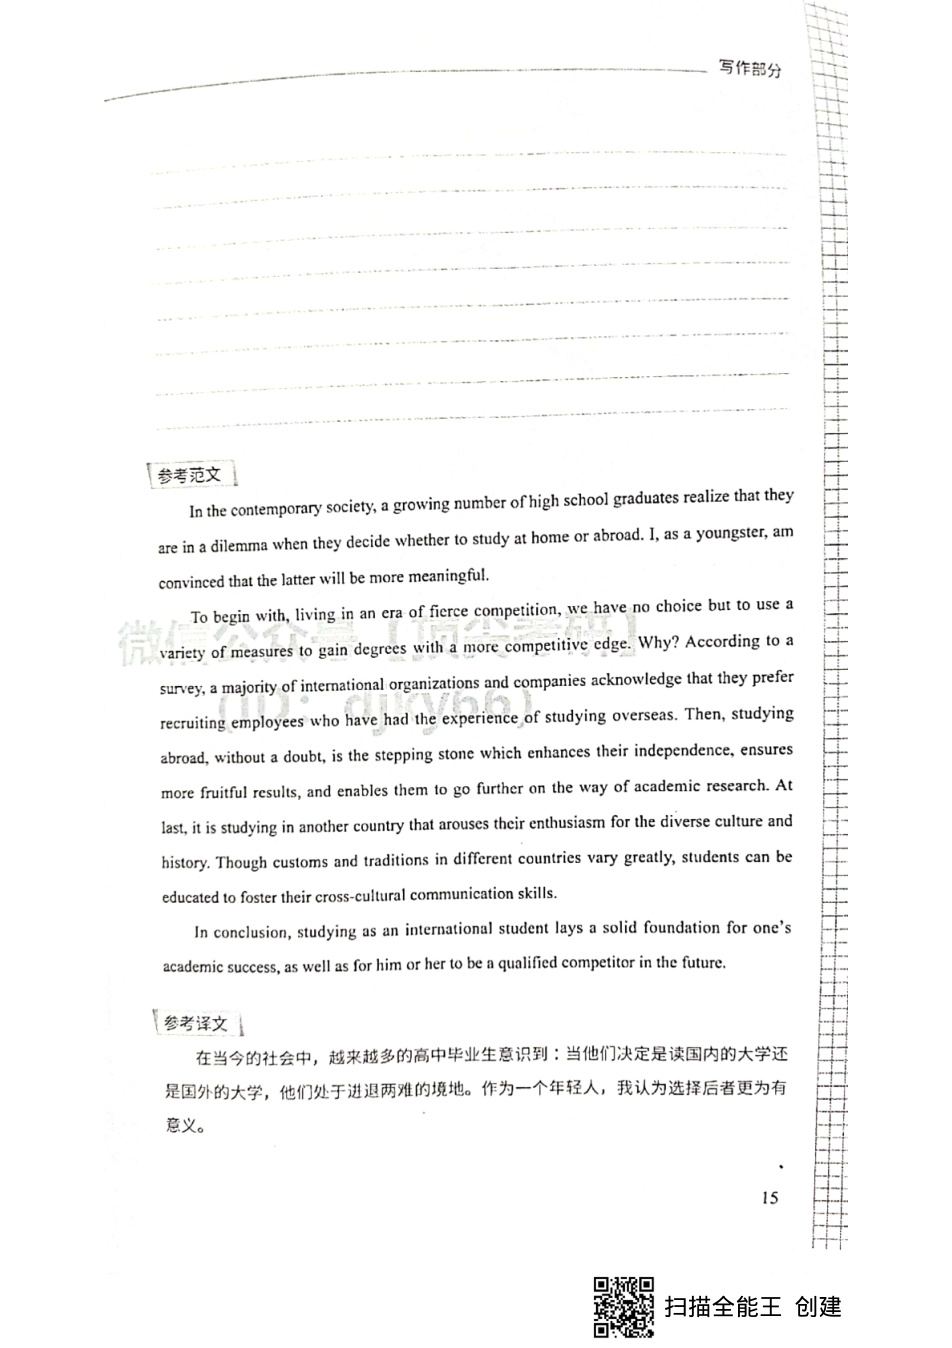 写作部分
参考范文
In the contemporary society, a growing number of high school graduates realize that they
are in a dilemma when they decide whether to study at home or abroad. I, as a youngster, am
convinced that the latter will be more meaningful.
To begin with, living in an era of fierce competition, we have no choice but to use a
variety of measures to gain degrees with a more competitive edge. Why? According to a
survey, a majority of international organizations and companies acknowledge that they prefer
recruiting employees who have had the experience of studying overseas. Then, studying
abroad, without a doubt, is the stepping stone which enhances their independence, ensures
more fruitful results, and enables them to go further on the way of academic research. At
last, it is studying in another country that arouses their enthusiasm for the diverse culture and
history. Though customs and traditions in different countries vary greatly, students can be
educated to foster their cross-cultural communication skills.
In conclusion, studying as an international student lays a solid foundation for one's
academic success, as well as for him or her to be a qualified competitor in the future.
参考译文
在当今的社会中，越来越多的高中毕业生意识到：当他们决定是读国内的大学还
是国外的大学，他们处于进退两难的境地。作为一个年轻人，我认为选择后者更为有
意义。
15
扫描全能王 创建